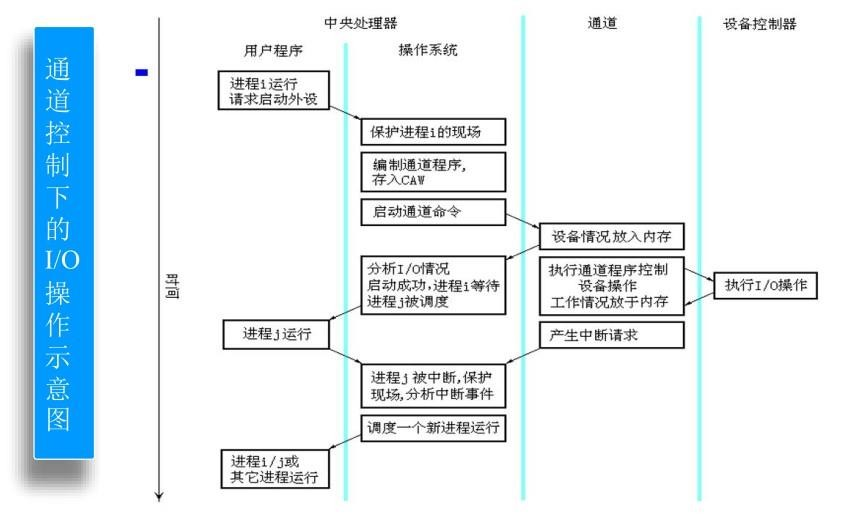 通道控制下的I/O操作示意图
中央处理器
通道
设备控制器
用户程序
操作系统
进程i运行
请求启动外设
保护进程i的现场
编制通道程序,
存入CAW
启动通道命令
设备情况放入内存
分析I/O情况
启动成功,进程i等待
进程j被调度
执行通道程序控制
设备操作
工作情况放于内存
执行I/O操作
时间
进程j运行
产生中断请求
进程j被中断,保护
现场,分析中断事件
调度一个新进程运行
进程i/j或
其它进程运行